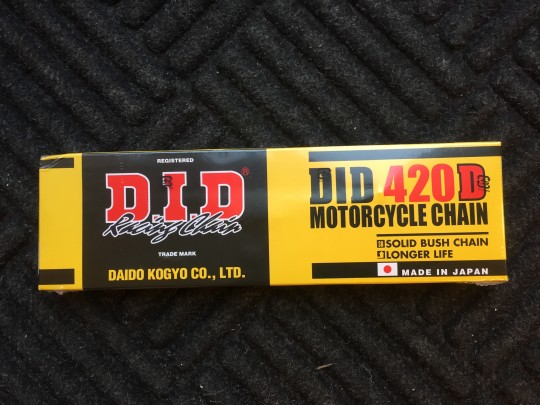 REGISTERED
D.I.D®
Racing Chain
TRADE MARK
DAIDO KOGYO CO., LTD.
DID 420D
MOTORCYCLE CHAIN
SOLID BUSH CHAIN
LONGER LIFE
MADE IN JAPAN